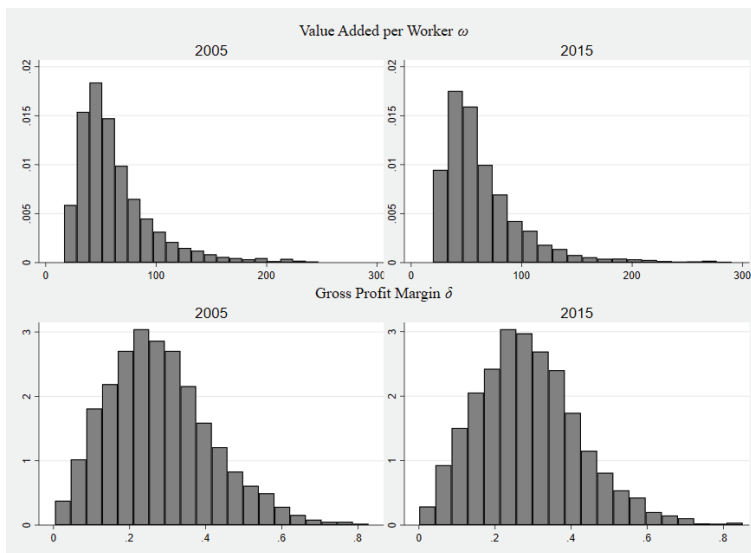 Value Added per Worker ω
2005 2015
.02 .02
.015 .015
.01 .01
.005 .005
0 0
0 100 200 300 0 100 200 300
Gross Profit Margin δ
2005 2015
3 3
2 2
1 1
0 0
0 .2 .4 .6 .8 0 .2 .4 .6 .8